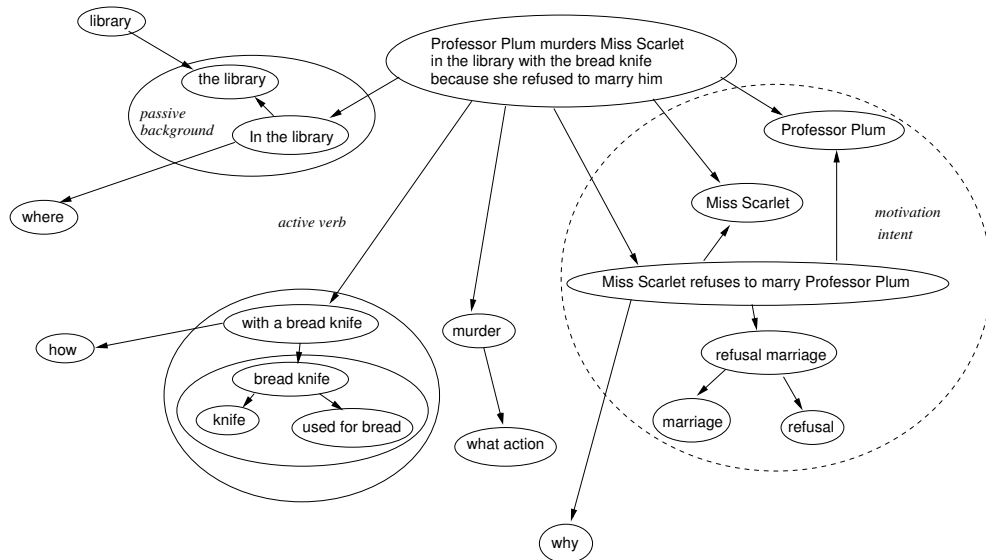 library
Professor Plum murders Miss Scarlet
in the library with the bread knife
because she refused to marry him
the library
passive
background
In the library
Professor Plum
where
Miss Scarlet
active verb
motivation
intent
Miss Scarlet refuses to marry Professor Plum
with a bread knife
murder
how
refusal marriage
bread knife
knife
used for bread
marriage
refusal
what action
why